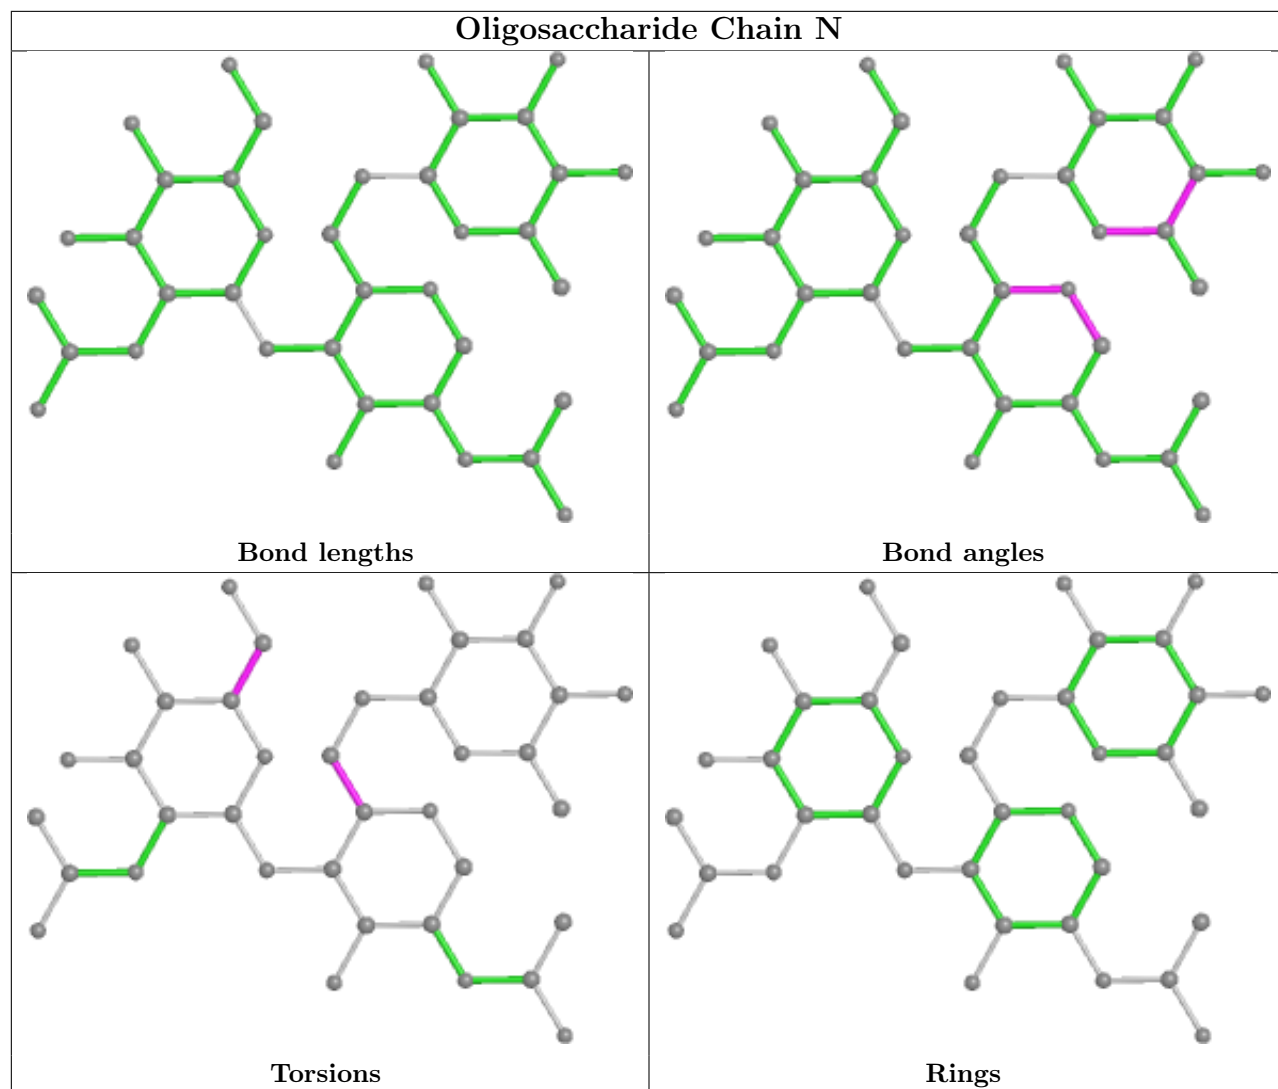 Oligosaccharide Chain N
Bond lengths
Bond angles
Torsions
Rings